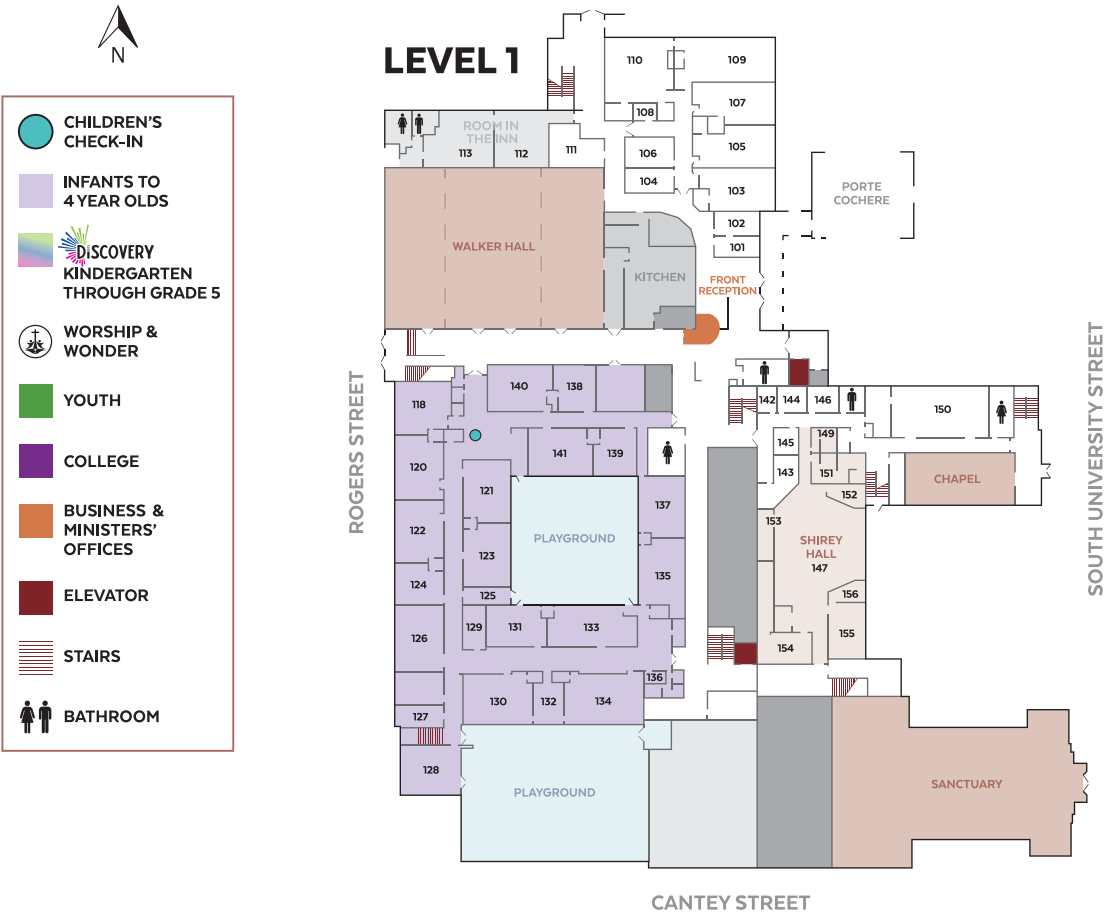 N
LEVEL 1
CHILDREN'S
CHECK-IN
INFANTS TO
4 YEAR OLDS
DiSCOVERY
KINDERGARTEN
THROUGH GRADE 5
WORSHIP &
WONDER
YOUTH
COLLEGE
BUSINESS &
MINISTERS'
OFFICES
ELEVATOR
STAIRS
BATHROOM
110
109
107
108
ROOM IN
THE INN
113
112
111
106
105
104
103
102
101
PORTE
COCHERE
WALKER HALL
KITCHEN
FRONT
RECEPTION
ROGERS STREET
SOUTH UNIVERSITY STREET
118
140
138
142
144
146
150
120
141
139
145
149
143
151
152
CHAPEL
121
137
122
123
153
PLAYGROUND
SHIREY
HALL
147
124
135
125
156
126
129
131
133
155
154
136
130
132
134
127
128
PLAYGROUND
SANCTUARY
CANTEY STREET